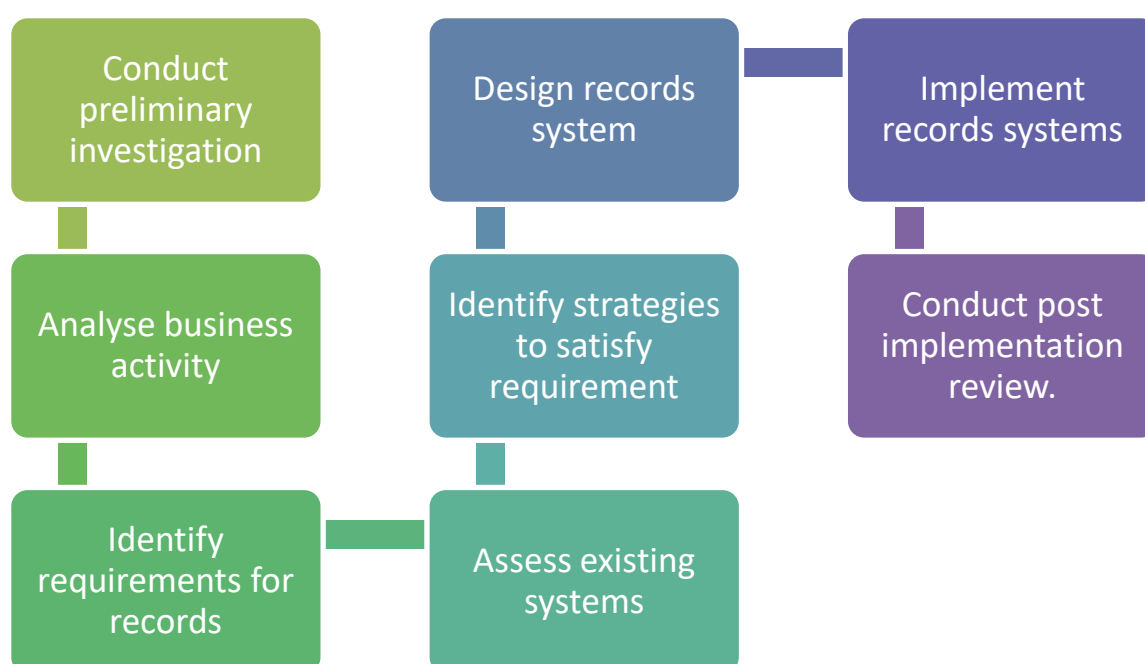 Conduct
preliminary
investigation
Analyse business
activity
Identify
requirements for
records
Assess existing
systems
Identify strategies
to satisfy
requirement
Design records
system
Implement
records systems
Conduct post
implementation
review.